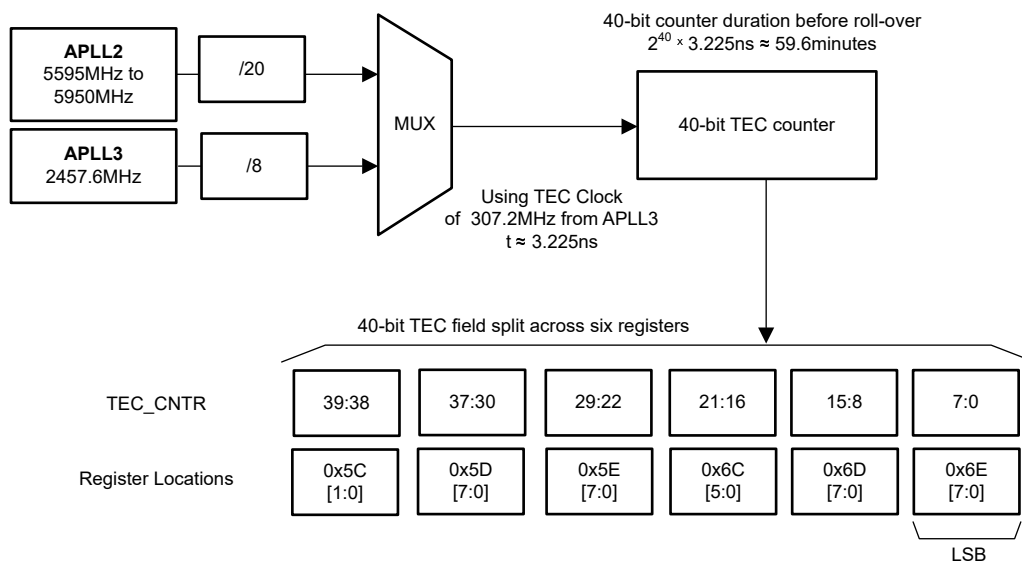 APLL2
5595MHz to
5950MHz
/20
APLL3
2457.6MHz
/8
MUX
40-bit counter duration before roll-over
2^40 x 3.225ns ≈ 59.6minutes
40-bit TEC counter
Using TEC Clock
of 307.2MHz from APLL3
t ≈ 3.225ns
40-bit TEC field split across six registers
TEC_CNTR 39:38 37:30 29:22 21:16 15:8 7:0
Register Locations
0x5C 0x5D 0x5E 0x6C 0x6D 0x6E
[1:0] [7:0] [7:0] [5:0] [7:0] [7:0]
LSB